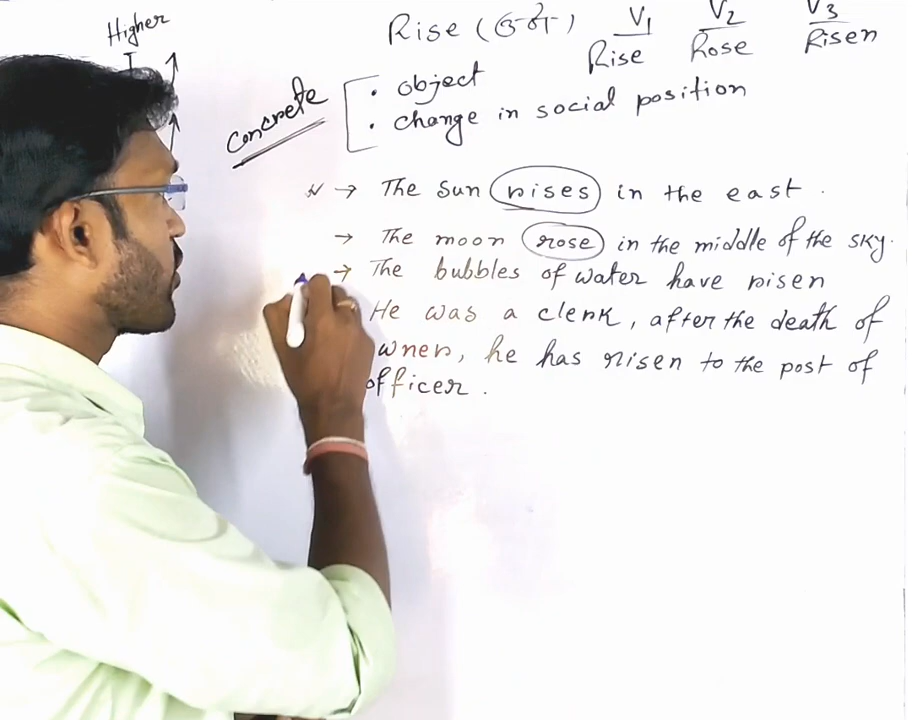 Higher
Rise ( ) V1 V2 V3
Rise Rose Risen
Concrete
• object
• change in social position
→ The sun rises in the east .
→ The moon rose in the middle of the sky.
→ The bubbles of water have risen
He was a clerk, after the death of
wner, he has risen to the post of
officer .